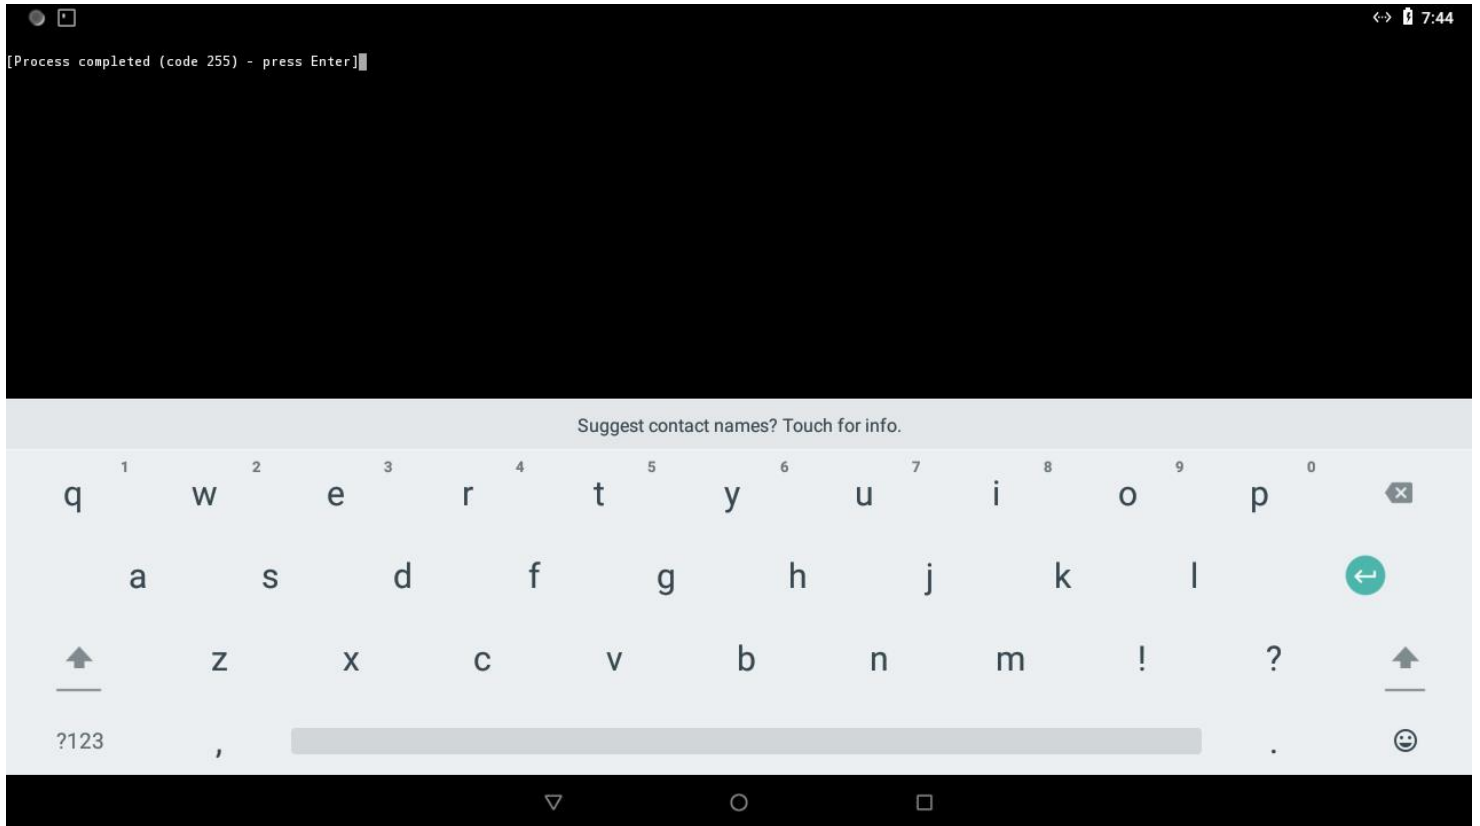 7:44
[Process completed (code 255) - press Enter]
Suggest contact names? Touch for info.
1 2 3 4 5 6 7 8 9 0
q w e r t y u i o p
a s d f g h j k l
z x c v b n m ! ?
?123 , .